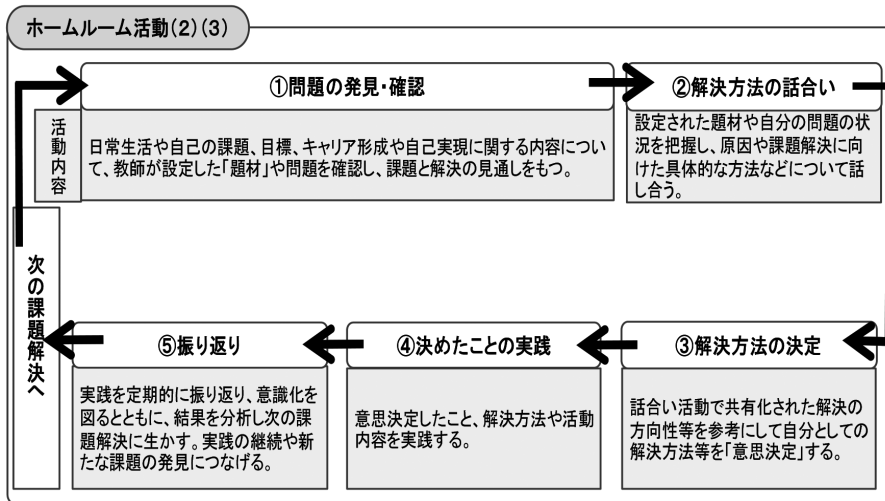 ホームルーム活動(2)(3)
①問題の発見・確認
活動内容
日常生活や自己の課題、目標、キャリア形成や自己実現に関する内容につい
て、教師が設定した「題材」や問題を確認し、課題と解決の見通しをもつ。
②解決方法の話合い
設定された題材や自分の問題の状
況を把握し、原因や課題解決に向
けた具体的な方法などについて話
し合う。
③解決方法の決定
話合い活動で共有化された解決の
方向性等を参考にして自分としての
解決方法等を「意思決定」する。
④決めたことの実践
意思決定したこと、解決方法や活動
内容を実践する。
⑤振り返り
実践を定期的に振り返り、意識化を
図るとともに、結果を分析し次の課
題解決に生かす。実践の継続や新
たな課題の発見につなげる。
次の課題解決へ